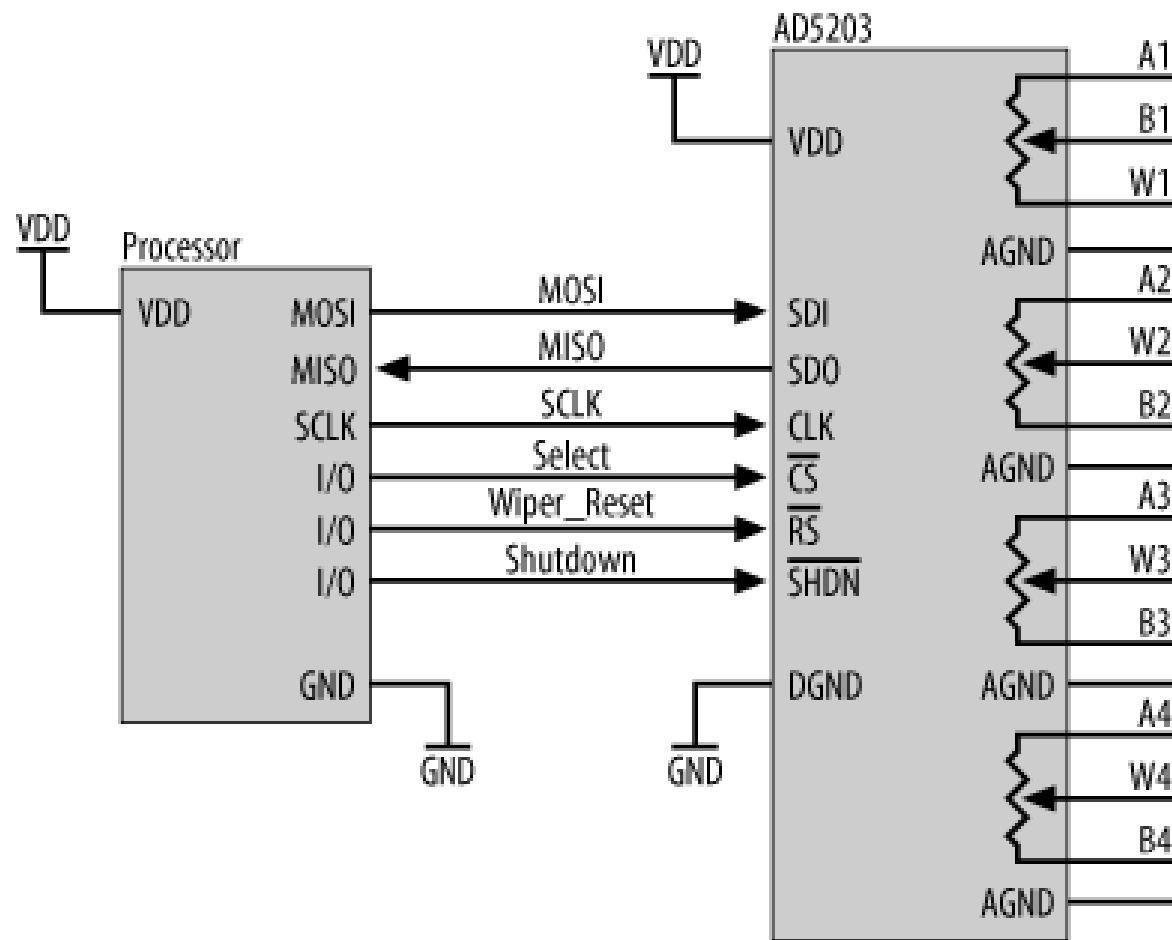 AD5203
VDD
VDD
A1
B1
W1
AGND
VDD
Processor
VDD
MOSI
MOSI
SDI
MISO
MISO
SDO
SCLK
SCLK
CLK
I/O
Select
CS
I/O
Wiper_Reset
RS
I/O
Shutdown
SHDN
GND
GND
DGND
GND
A2
W2
B2
AGND
A3
W3
B3
AGND
A4
W4
B4
AGND